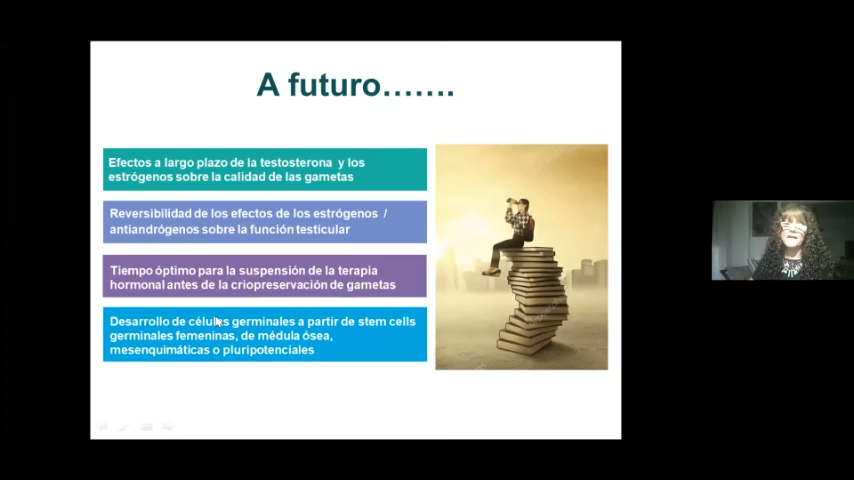 A futuro…….
Efectos a largo plazo de la testosterona y los
estrógenos sobre la calidad de las gametas
Reversibilidad de los efectos de los estrógenos /
antiandrógenos sobre la función testicular
Tiempo óptimo para la suspensión de la terapia
hormonal antes de la criopreservación de gametas
Desarrollo de células germinales a partir de stem cells
germinales femeninas, de médula ósea,
mesenquimáticas o pluripotenciales